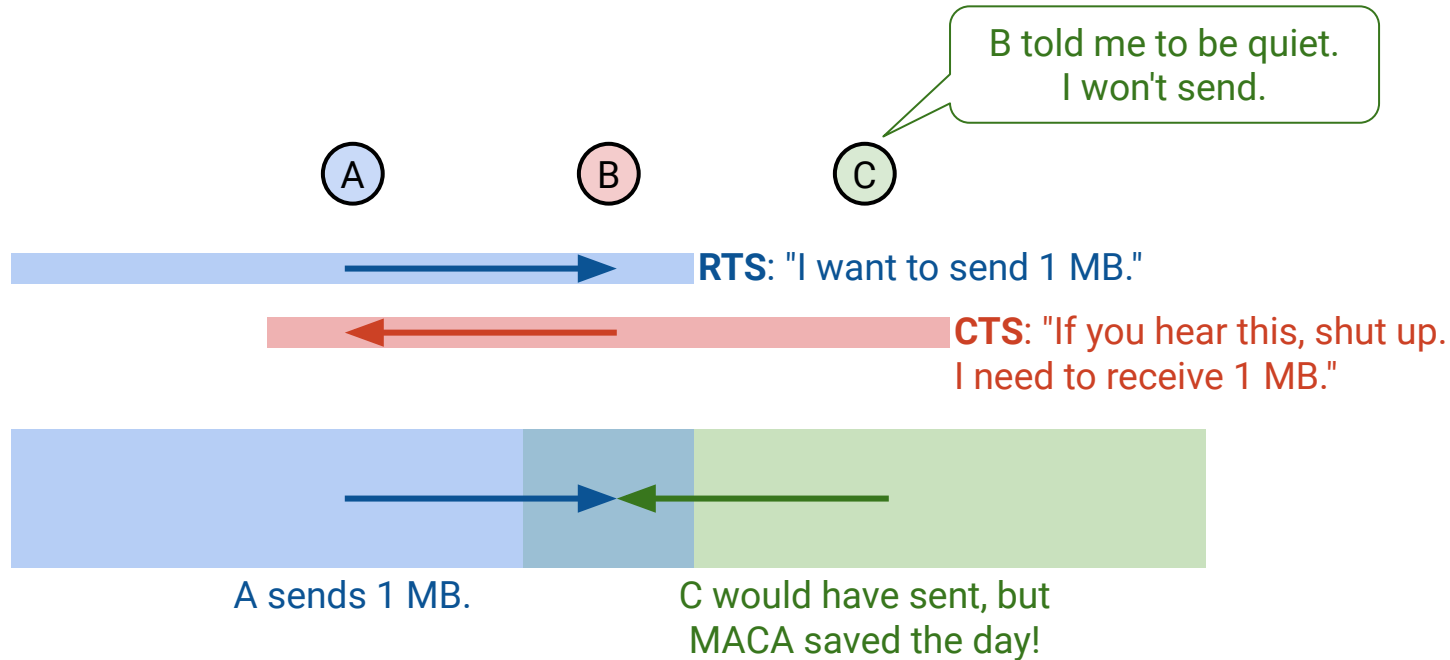 B told me to be quiet.
I won't send.
A
B
C
RTS: "I want to send 1 MB."
CTS: "If you hear this, shut up.
I need to receive 1 MB."
A sends 1 MB.
C would have sent, but
MACA saved the day!